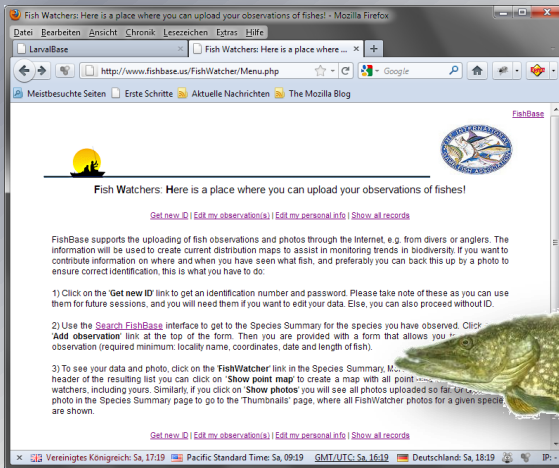 Fish Watchers: Here is a place where you can upload your observations of fishes! - Mozilla Firefox
Datei Bearbeiten Ansicht Chronik Lesezeichen Extras Hilfe
LarvalBase × Fish Watchers: Here is a place where ... × +
http://www.fishbase.us/FishWatcher/Menu.php Google
Meistbesuchte Seiten Erste Schritte Aktuelle Nachrichten The Mozilla Blog
FishBase
THE INTERNATIONAL GAMEFISH ASSOCIATION
Fish Watchers: Here is a place where you can upload your observations of fishes!
Get new ID | Edit my observation(s) | Edit my personal info | Show all records
FishBase supports the uploading of fish observations and photos through the Internet, e.g. from divers or anglers. The
information will be used to create current distribution maps to assist in monitoring trends in biodiversity. If you want to
contribute information on where and when you have seen what fish, and preferably you can back this up by a photo to
ensure correct identification, this is what you have to do:
1) Click on the 'Get new ID' link to get an identification number and password. Please take note of these as you can use
them for future sessions, and you will need them if you want to edit your data. Else, you can also proceed without ID.
2) Use the Search FishBase interface to get to the Species Summary for the species you have observed. Click
'Add observation' link at the top of the form. Then you are provided with a form that allows you
observation (required minimum: locality name, coordinates, date and length of fish).
3) To see your data and photo, click on the 'FishWatcher' link in the Species Summary,
header of the resulting list you can click on 'Show point map' to create a map with all point
watchers, including yours. Similarly, if you click on 'Show photos' you will see all photos uploaded so far. Or
photo in the Species Summary page to go to the 'Thumbnails' page, where all FishWatcher photos for a given species
are shown.
Get new ID | Edit my observation(s) | Edit my personal info | Show all records
× Vereinigtes Königreich: Sa, 17:19 Pacific Standard Time: Sa, 09:19 GMT/UTC: Sa, 16:19 Deutschland: Sa, 18:19 IP: